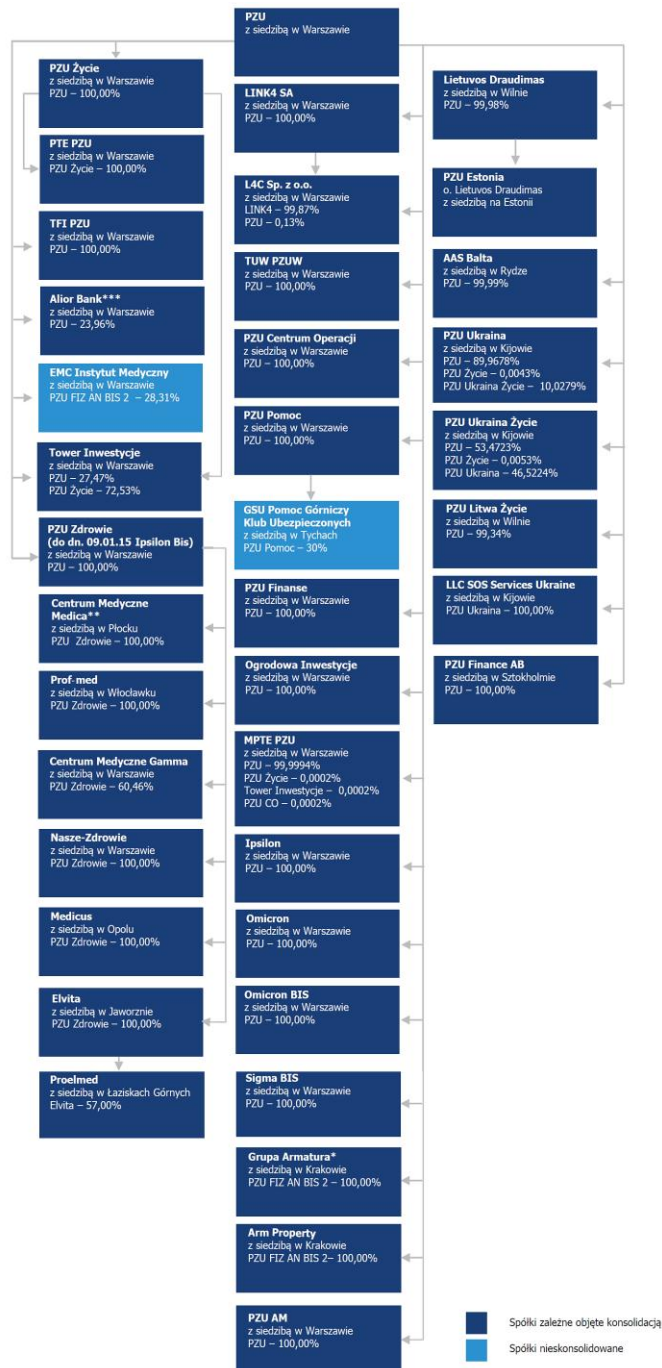 PZU
z siedzibą w Warszawie
PZU Życie
z siedzibą w Warszawie
PZU – 100,00%
PTE PZU
z siedzibą w Warszawie
PZU Życie – 100,00%
TFI PZU
z siedzibą w Warszawie
PZU – 100,00%
Alior Bank***
z siedzibą w Warszawie
PZU – 23,96%
EMC Instytut Medyczny
z siedzibą w Warszawie
PZU FIZ AN BIS 2 – 28,31%
Tower Inwestycje
z siedzibą w Warszawie
PZU – 27,47%
PZU Życie – 72,53%
PZU Zdrowie
(do dn. 09.01.15 Ipsilon Bis)
z siedzibą w Warszawie
PZU – 100,00%
Centrum Medyczne
Medica**
z siedzibą w Płocku
PZU Zdrowie – 100,00%
Prof-med
z siedzibą w Włocławku
PZU Zdrowie – 100,00%
Centrum Medyczne Gamma
z siedzibą w Warszawie
PZU Zdrowie – 60,46%
Nasze-Zdrowie
z siedzibą w Warszawie
PZU Zdrowie – 100,00%
Medicus
z siedzibą w Opolu
PZU Zdrowie – 100,00%
Elvita
z siedzibą w Jaworznie
PZU Zdrowie – 100,00%
Proelmed
z siedzibą w Łaziskach Górnych
Elvita – 57,00%
LINK4 SA
z siedzibą w Warszawie
PZU – 100,00%
L4C Sp. z o.o.
z siedzibą w Warszawie
LINK4 – 99,87%
PZU – 0,13%
TUW PZUW
z siedzibą w Warszawie
PZU – 100,00%
PZU Centrum Operacji
z siedzibą w Warszawie
PZU – 100,00%
PZU Pomoc
z siedzibą w Warszawie
PZU – 100,00%
GSU Pomoc Górniczy
Klub Ubezpieczonych
z siedzibą w Tychach
PZU Pomoc – 30%
PZU Finanse
z siedzibą w Warszawie
PZU – 100,00%
Ogrodowa Inwestycje
z siedzibą w Warszawie
PZU – 100,00%
MPTE PZU
z siedzibą w Warszawie
PZU – 99,9994%
PZU Życie – 0,0002%
Tower Inwestycje – 0,0002%
PZU CO – 0,0002%
Ipsilon
z siedzibą w Warszawie
PZU – 100,00%
Omicron
z siedzibą w Warszawie
PZU – 100,00%
Omicron BIS
z siedzibą w Warszawie
PZU – 100,00%
Sigma BIS
z siedzibą w Warszawie
PZU – 100,00%
Grupa Armatura*
z siedzibą w Krakowie
PZU FIZ AN BIS 2 – 100,00%
Arm Property
z siedzibą w Krakowie
PZU FIZ AN BIS 2– 100,00%
PZU AM
z siedzibą w Warszawie
PZU – 100,00%
Lietuvos Draudimas
z siedzibą w Wilnie
PZU – 99,98%
PZU Estonia
o. Lietuvos Draudimas
z siedzibą na Estonii
AAS Balta
z siedzibą w Rydze
PZU – 99,99%
PZU Ukraina
z siedzibą w Kijowie
PZU - 89,9678%
PZU Życie – 0,0043%
PZU Ukraina Życie - 10,0279%
PZU Ukraina Życie
z siedzibą w Kijowie
PZU - 53,4723%
PZU Życie – 0,0053%
PZU Ukraina - 46,5224%
PZU Litwa Życie
z siedzibą w Wilnie
PZU – 99,34%
LLC SOS Services Ukraine
z siedzibą w Kijowie
PZU Ukraina – 100,00%
PZU Finance AB
z siedzibą w Sztokholmie
PZU – 100,00%
Spółki zależne objęte konsolidacją
Spółki nieskonsolidowane